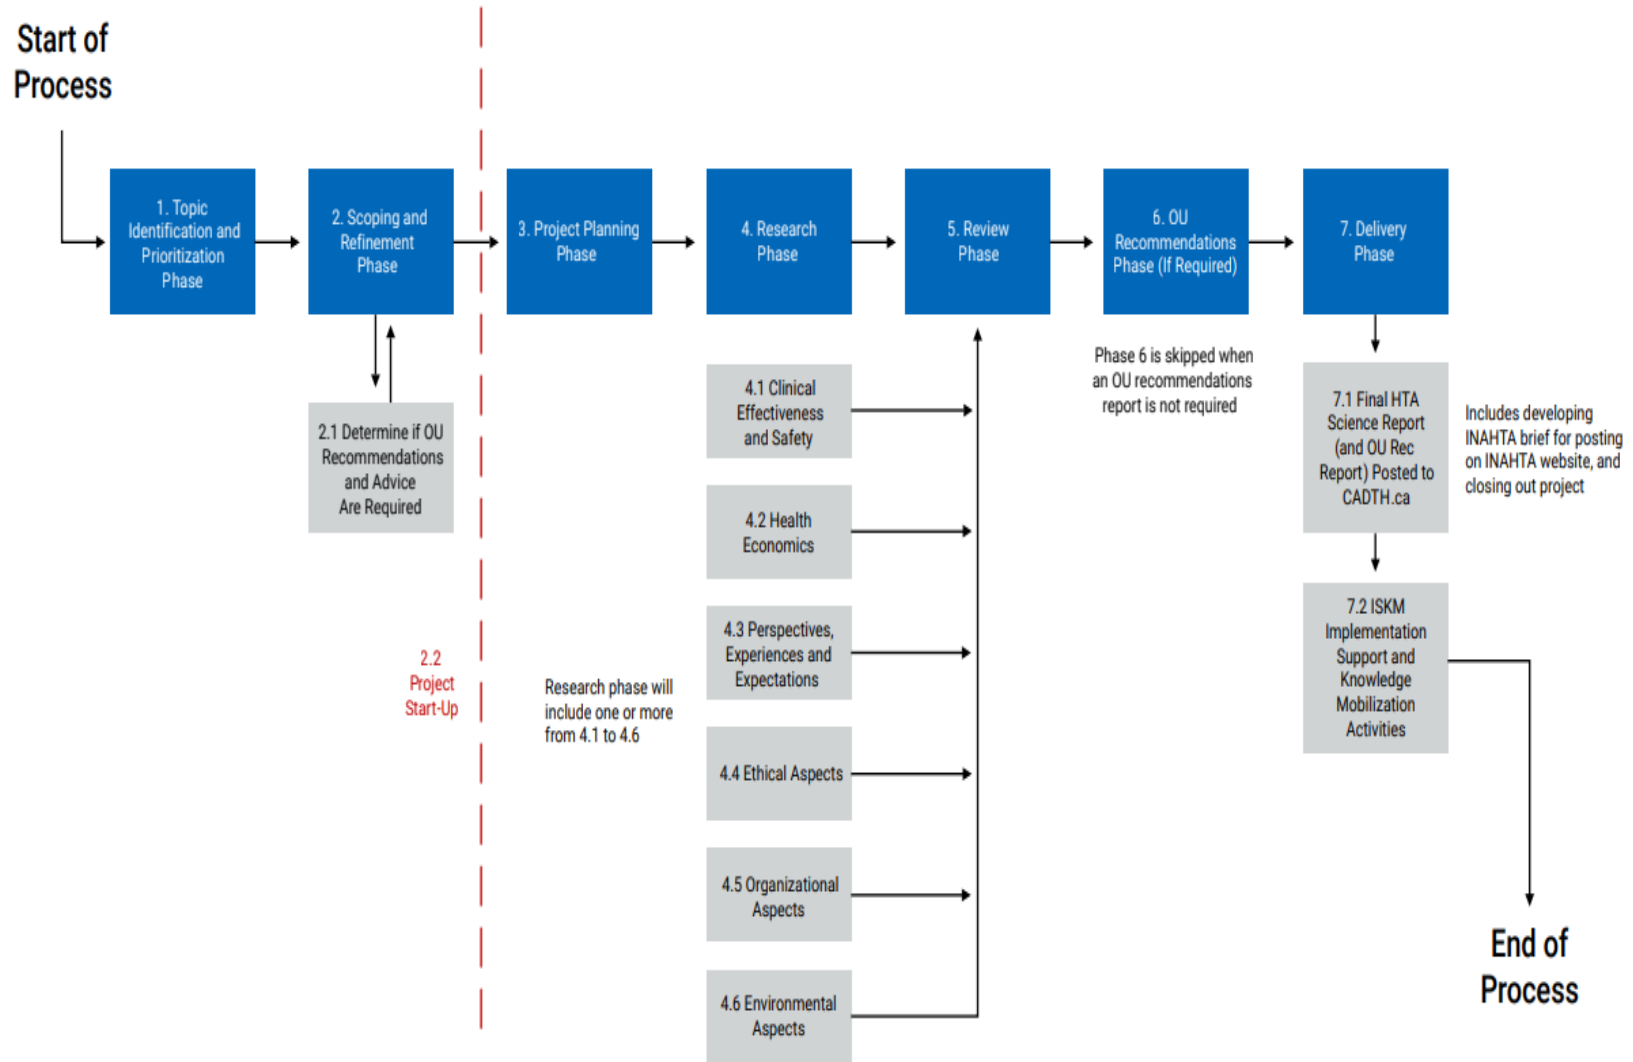 Start of
Process
1. Topic
Identification and
Prioritization
Phase
2. Scoping and
Refinement
Phase
3. Project Planning
Phase
4. Research
Phase
5. Review
Phase
6. OU
Recommendations
Phase (If Required)
7. Delivery
Phase
2.1 Determine if OU
Recommendations
and Advice
Are Required
2.2
Project
Start-Up
Research phase will
include one or more
from 4.1 to 4.6
4.1 Clinical
Effectiveness
and Safety
4.2 Health
Economics
4.3 Perspectives,
Experiences and
Expectations
4.4 Ethical Aspects
4.5 Organizational
Aspects
4.6 Environmental
Aspects
Phase 6 is skipped when
an OU recommendations
report is not required
7.1 Final HTA
Science Report
(and OU Rec
Report) Posted to
CADTH.ca
Includes developing
INAHTA brief for posting
on INAHTA website, and
closing out project
7.2 ISKM
Implementation
Support and
Knowledge
Mobilization
Activities
End of
Process